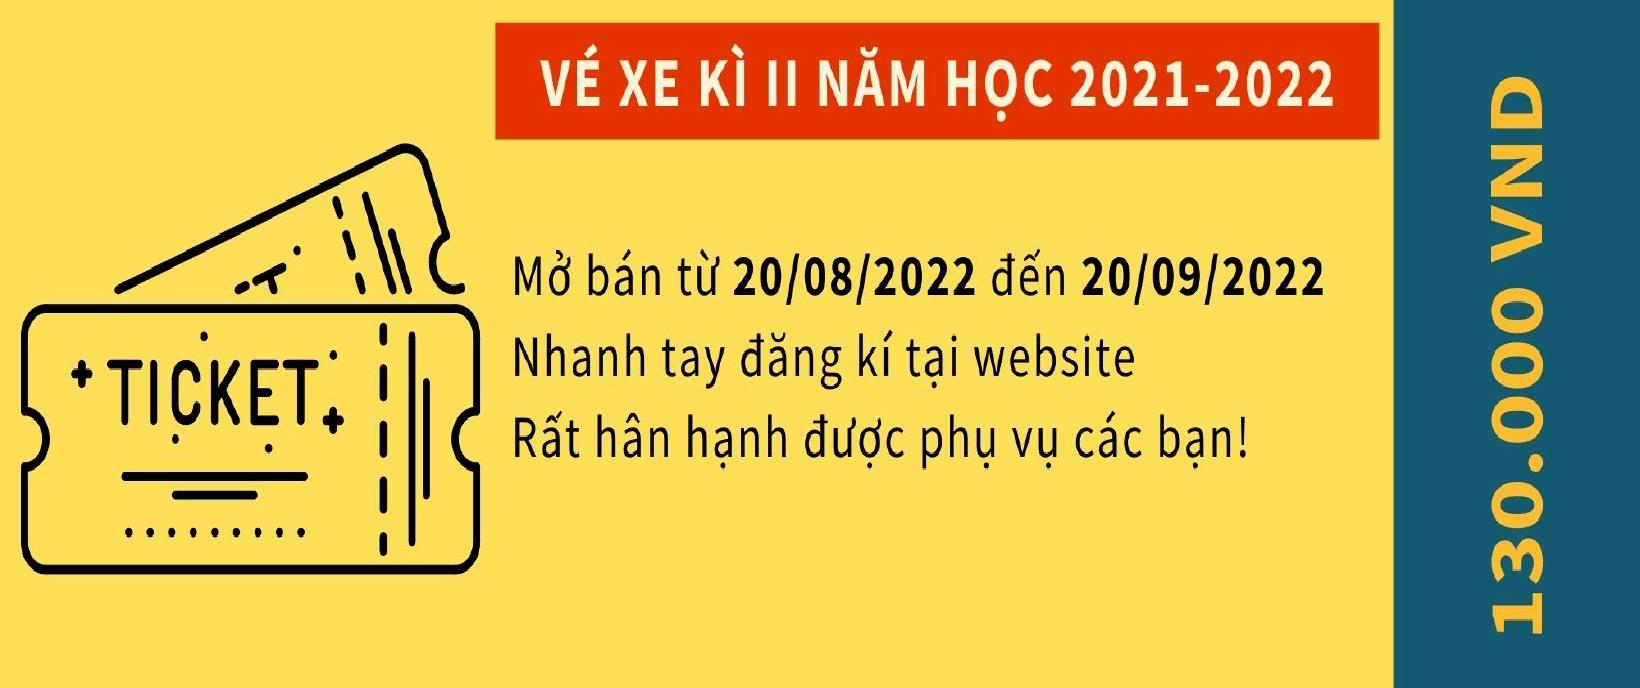 VÉ XE KÌ II NĂM HỌC 2021-2022
Mở bán từ 20/08/2022 đến 20/09/2022
Nhanh tay đăng kí tại website
Rất hân hạnh được phụ vụ các bạn!
TICKET
130.000 VND